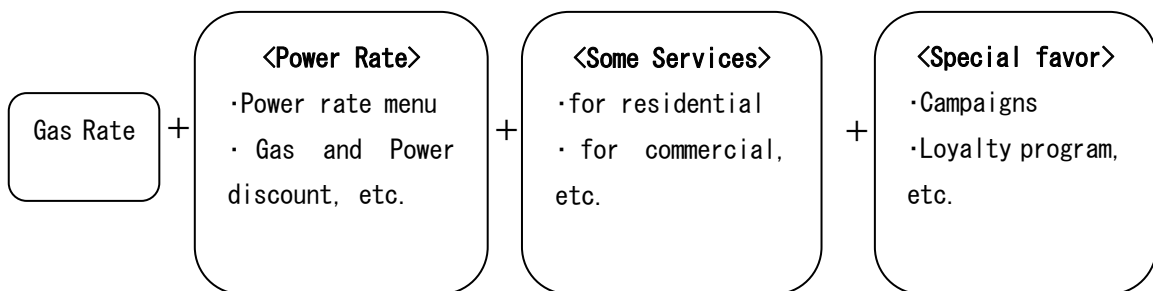 Gas Rate
+
<Power Rate>
・Power rate menu
・ Gas and Power
discount, etc.
+
<Some Services>
・for residential
・ for commercial,
etc.
+
<Special favor>
・Campaigns
・Loyalty program,
etc.